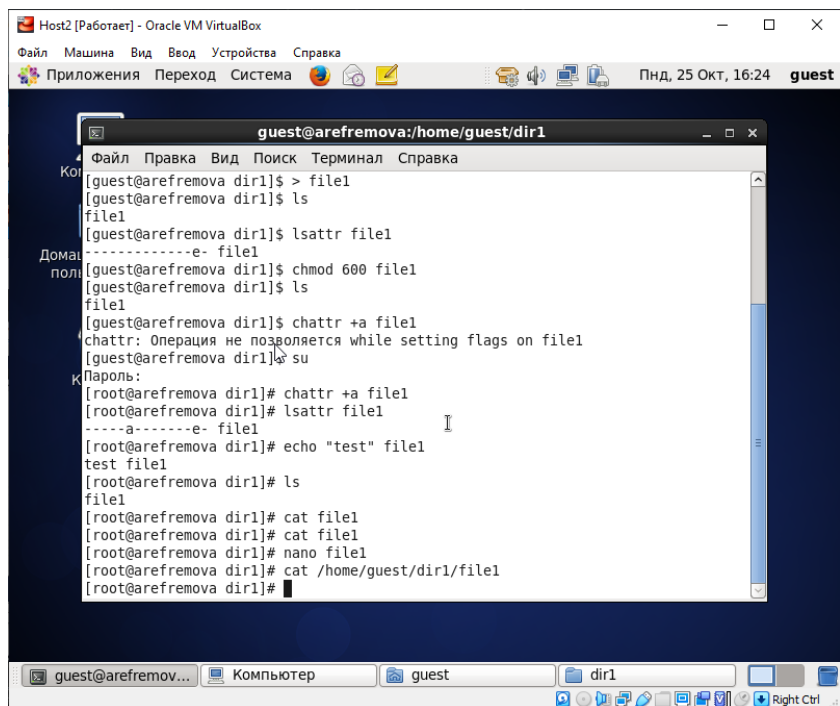 Host2 [Работает] - Oracle VM VirtualBox
Файл Машина Вид Ввод Устройства Справка
Приложения Переход Система Пнд, 25 Окт, 16:24 guest
guest@arefremova:/home/guest/dir1
Файл Правка Вид Поиск Терминал Справка
[guest@arefremova dir1]$ > file1
[guest@arefremova dir1]$ ls
file1
[guest@arefremova dir1]$ lsattr file1
-------------e- file1
[guest@arefremova dir1]$ chmod 600 file1
[guest@arefremova dir1]$ ls
file1
[guest@arefremova dir1]$ chattr +a file1
chattr: Операция не позволяется while setting flags on file1
[guest@arefremova dir1]$ su
Пароль:
[root@arefremova dir1]# chattr +a file1
[root@arefremova dir1]# lsattr file1
-----a-------e- file1
[root@arefremova dir1]# echo "test" file1
test file1
[root@arefremova dir1]# ls
file1
[root@arefremova dir1]# cat file1
[root@arefremova dir1]# cat file1
[root@arefremova dir1]# nano file1
[root@arefremova dir1]# cat /home/guest/dir1/file1
[root@arefremova dir1]#
guest@arefremov... Компьютер guest dir1
Right Ctrl